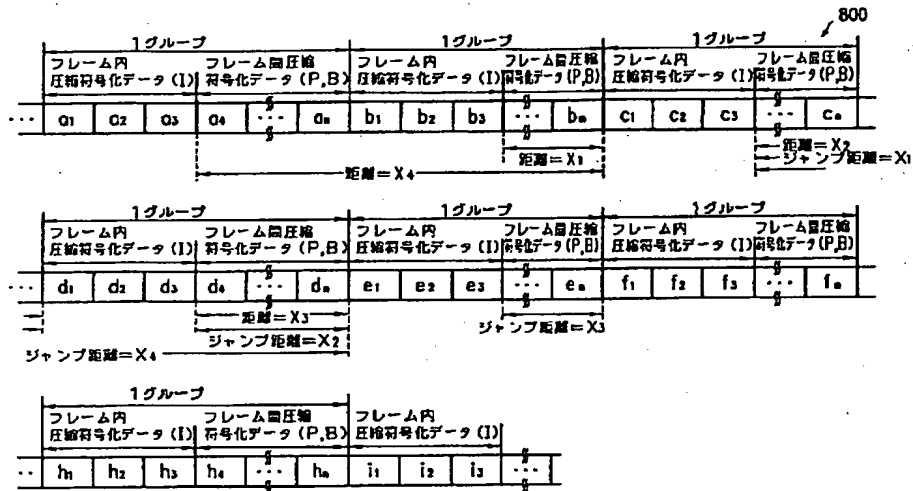 800
1グループ 1グループ 1グループ
フレーム内 フレーム間圧縮 フレーム内 フレーム間圧縮 フレーム内 フレーム間圧縮
圧縮符号化データ(I) 符号化データ(P,B) 圧縮符号化データ(I) 符号化データ(P,B) 圧縮符号化データ(I) 符号化データ(P,B)
… a1 a2 a3 a4 … an b1 b2 b3 … bn c1 c2 c3 … cn
距離=X1 距離=X2
距離=X4 ジャンプ距離=X1
1グループ 1グループ 1グループ
フレーム内 フレーム間圧縮 フレーム内 フレーム間圧縮 フレーム内 フレーム間圧縮
圧縮符号化データ(I) 符号化データ(P,B) 圧縮符号化データ(I) 符号化データ(P,B) 圧縮符号化データ(I) 符号化データ(P,B)
… d1 d2 d3 d4 … dn e1 e2 e3 … en f1 f2 f3 … fn
距離=X3 ジャンプ距離=X3
ジャンプ距離=X2
ジャンプ距離=X4
1グループ
フレーム内 フレーム間圧縮 フレーム内
圧縮符号化データ(I) 符号化データ(P,B) 圧縮符号化データ(I)
… h1 h2 h3 h4 … hn i1 i2 i3 …